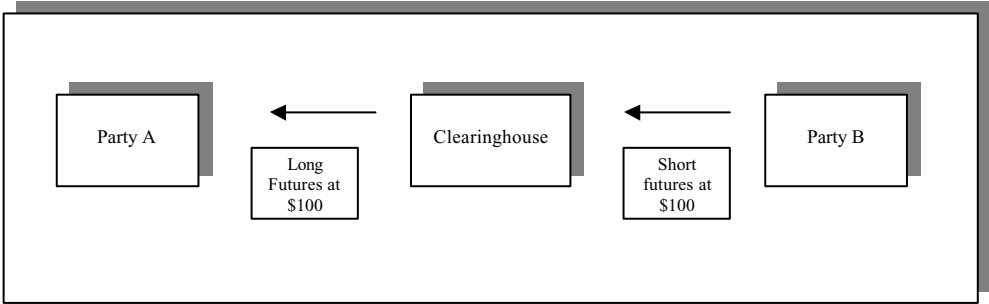 Party A
Clearinghouse
Party B
Long
Futures at
$100
Short
futures at
$100